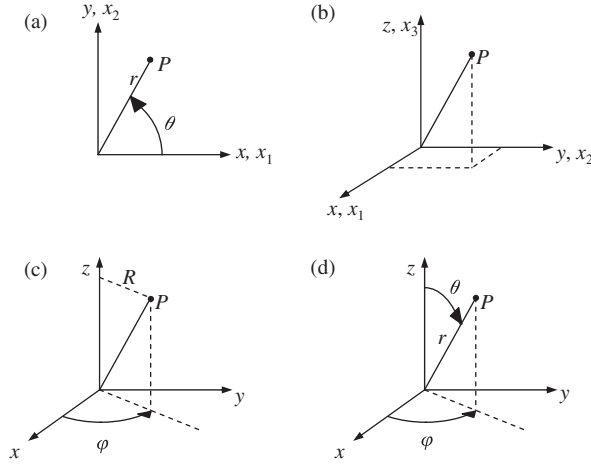 (a)
y, x2
P
r
θ
x, x1
(b)
z, x3
P
y, x2
x, x1
(c)
z
R
P
y
x
φ
(d)
z
θ
P
r
y
x
φ